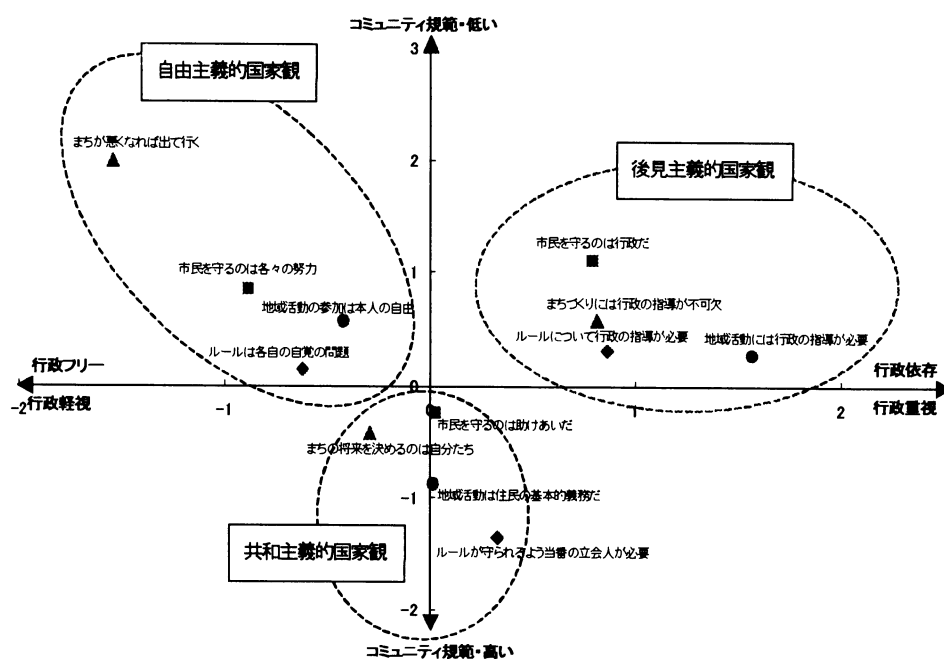 コミュニティ規範・低い
3
自由主義的国家観
まちが悪くなれば出て行く
2
後見主義的国家観
市民を守るのは行政だ
市民を守るのは各々の努力
1
地域活動の参加は本人の自由
まちづくりには行政の指導が不可欠
ルールについて行政の指導が必要
地域活動には行政の指導が必要
ルールは各自の自覚の問題
行政フリー
0
行政依存
-2
行政軽視
-1
0
1
2
行政重視
市民を守るのは助けあいだ
まちの将来を決めるのは自分たち
-1
地域活動は住民の基本的義務だ
共和主義的国家観
ルールが守られるよう当番の立会人が必要
-2
コミュニティ規範・高い